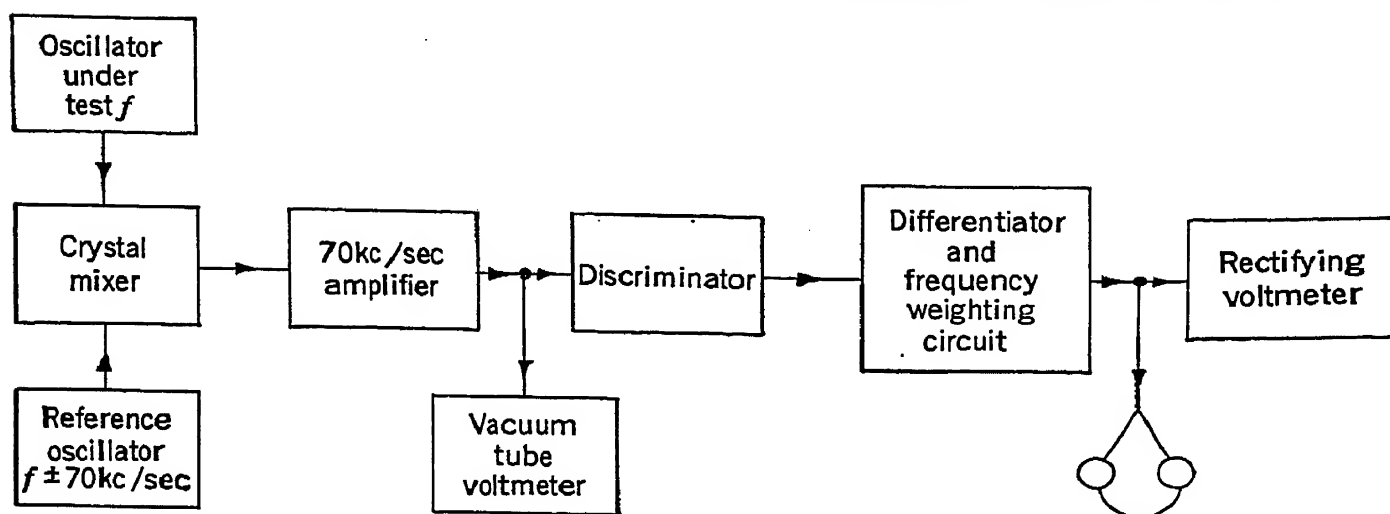 Oscillator
under
test f
Crystal
mixer
Reference
oscillator
f ± 70kc/sec
70kc/sec
amplifier
Vacuum
tube
voltmeter
Discriminator
Differentiator
and
frequency
weighting
circuit
Rectifying
voltmeter